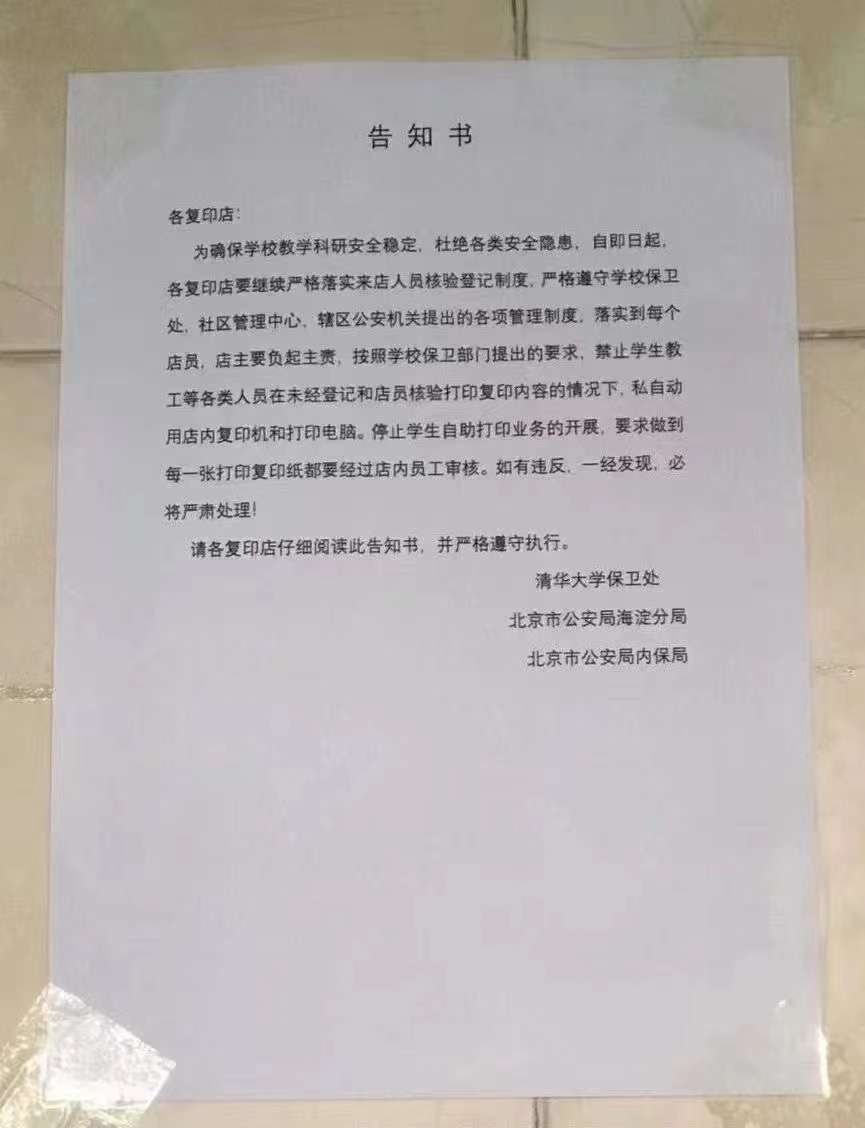 告知书
各复印店：
为确保学校教学科研安全稳定，杜绝各类安全隐患，自即日起，
各复印店要继续严格落实来店人员核验登记制度，严格遵守学校保卫
处，社区管理中心，辖区公安机关提出的各项管理制度，落实到每个
店员，店主要负起主责，按照学校保卫部门提出的要求，禁止学生教
工等各类人员在未经登记和店员核验打印复印内容的情况下，私自动
用店内复印机和打印电脑。停止学生自助打印业务的开展，要求做到
每一张打印复印纸都要经过店内员工审核。如有违反，一经发现，必
将严肃处理！
请各复印店仔细阅读此告知书，并严格遵守执行。
清华大学保卫处
北京市公安局海淀分局
北京市公安局内保局